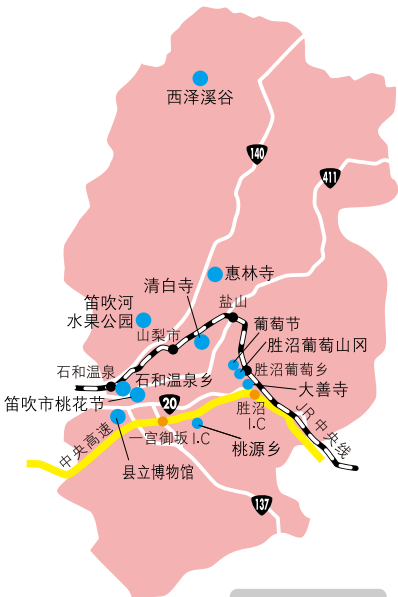 西泽溪谷
140
411
惠林寺
清白寺
盐山
笛吹河
水果公园
山梨市
葡萄节
胜沼葡萄山冈
胜沼葡萄乡
石和温泉
石和温泉乡
大善寺
笛吹市桃花节
20
胜沼
I.C
JR中央线
中央高速
一宫御坂I.C
桃源乡
县立博物馆
137